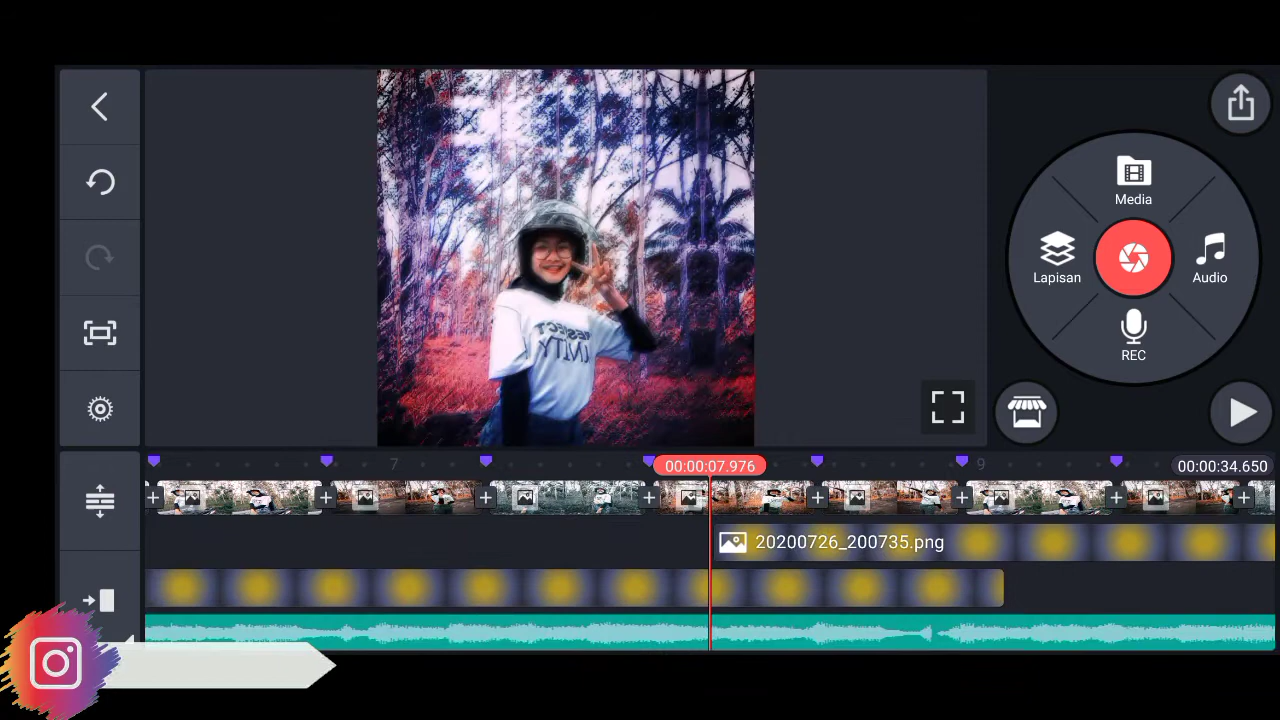 Media
Lapisan
Audio
REC
7
00:00:07.976
9
00:00:34.650
20200726_200735.png